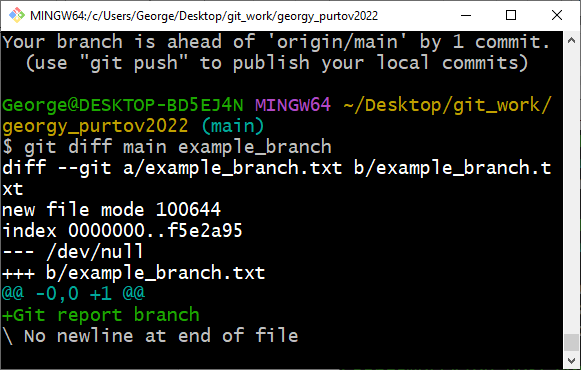 MINGW64:/c/Users/George/Desktop/git_work/georgy_purtov2022
Your branch is ahead of 'origin/main' by 1 commit.
  (use "git push" to publish your local commits)
George@DESKTOP-BD5EJ4N MINGW64 ~/Desktop/git_work/
georgy_purtov2022 (main)
$ git diff main example_branch
diff --git a/example_branch.txt b/example_branch.t
xt
new file mode 100644
index 0000000..f5e2a95
--- /dev/null
+++ b/example_branch.txt
@@ -0,0 +1 @@
+Git report branch
\ No newline at end of file